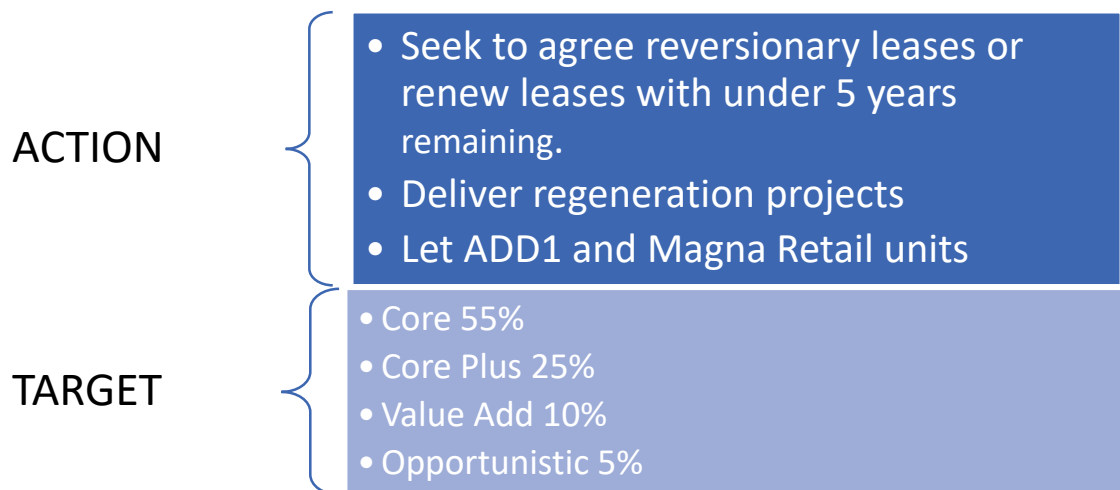 ACTION
• Seek to agree reversionary leases or
renew leases with under 5 years
remaining.
• Deliver regeneration projects
• Let ADD1 and Magna Retail units
TARGET
• Core 55%
• Core Plus 25%
• Value Add 10%
• Opportunistic 5%